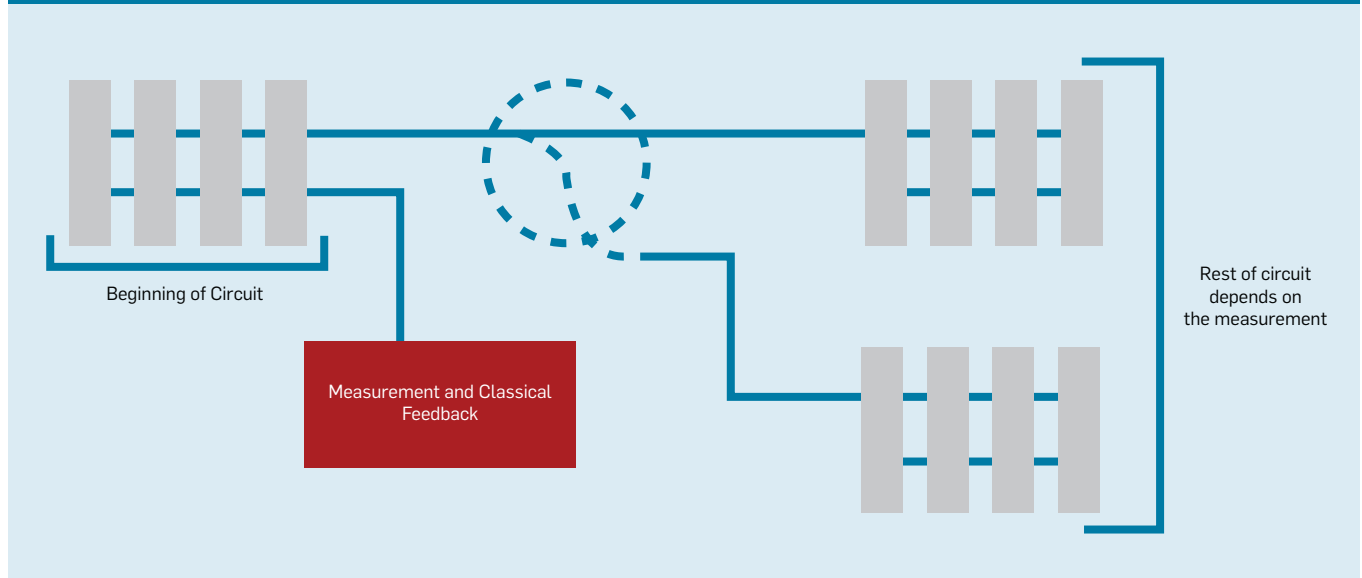 Beginning of Circuit
Measurement and Classical
Feedback
Rest of circuit
depends on
the measurement